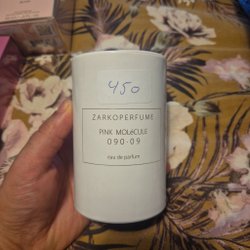 450
ZARKOPERFUME
PINK MOLéCULE
090·09
eau de parfum